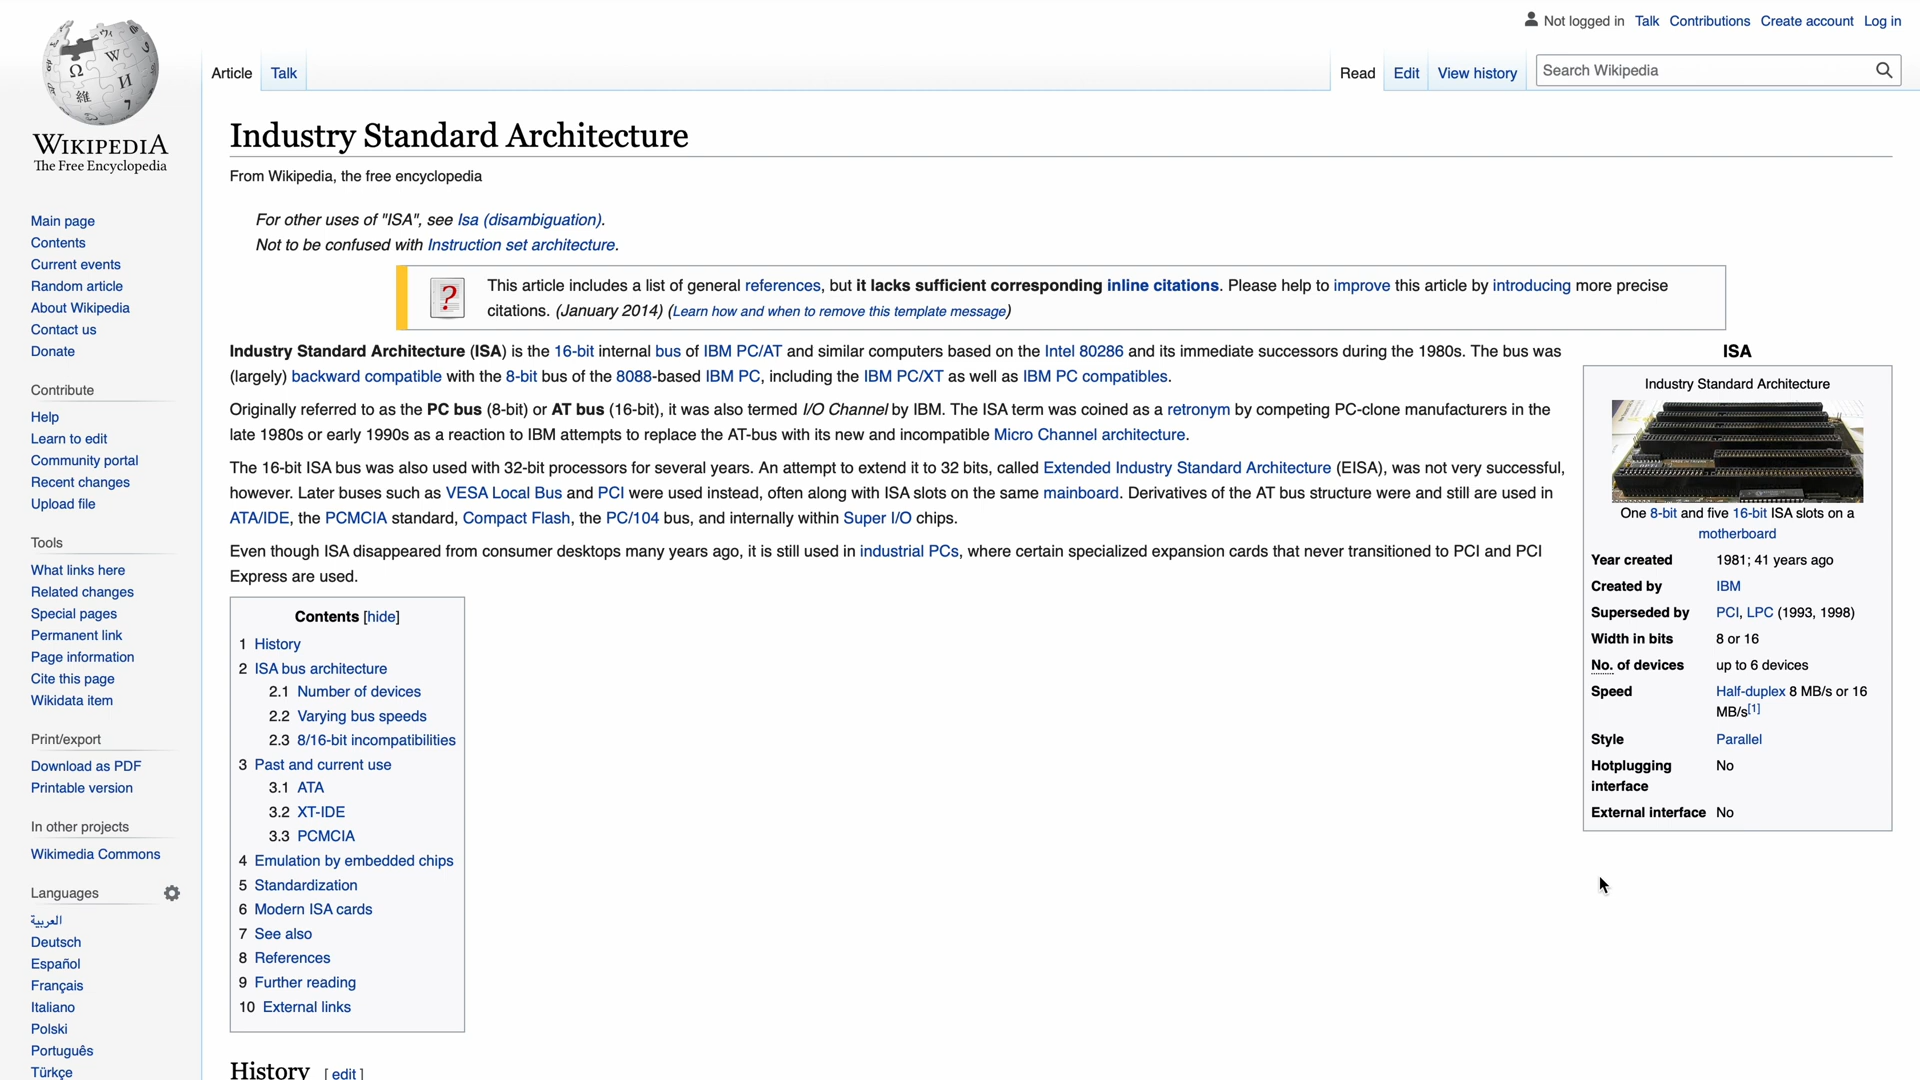 Not logged in Talk Contributions Create account Log in
Article Talk Read Edit View history Search Wikipedia
WIKIPEDIA
The Free Encyclopedia
Main page
Contents
Current events
Random article
About Wikipedia
Contact us
Donate
Contribute
Help
Learn to edit
Community portal
Recent changes
Upload file
Tools
What links here
Related changes
Special pages
Permanent link
Page information
Cite this page
Wikidata item
Print/export
Download as PDF
Printable version
In other projects
Wikimedia Commons
Languages
العربية
Deutsch
Español
Français
Italiano
Polski
Português
Türkçe
Industry Standard Architecture
From Wikipedia, the free encyclopedia
For other uses of "ISA", see Isa (disambiguation).
Not to be confused with Instruction set architecture.
This article includes a list of general references, but it lacks sufficient corresponding inline citations. Please help to improve this article by introducing more precise
citations. (January 2014) (Learn how and when to remove this template message)
Industry Standard Architecture (ISA) is the 16-bit internal bus of IBM PC/AT and similar computers based on the Intel 80286 and its immediate successors during the 1980s. The bus was
(largely) backward compatible with the 8-bit bus of the 8088-based IBM PC, including the IBM PC/XT as well as IBM PC compatibles.
Originally referred to as the PC bus (8-bit) or AT bus (16-bit), it was also termed I/O Channel by IBM. The ISA term was coined as a retronym by competing PC-clone manufacturers in the
late 1980s or early 1990s as a reaction to IBM attempts to replace the AT-bus with its new and incompatible Micro Channel architecture.
The 16-bit ISA bus was also used with 32-bit processors for several years. An attempt to extend it to 32 bits, called Extended Industry Standard Architecture (EISA), was not very successful,
however. Later buses such as VESA Local Bus and PCI were used instead, often along with ISA slots on the same mainboard. Derivatives of the AT bus structure were and still are used in
ATA/IDE, the PCMCIA standard, Compact Flash, the PC/104 bus, and internally within Super I/O chips.
Even though ISA disappeared from consumer desktops many years ago, it is still used in industrial PCs, where certain specialized expansion cards that never transitioned to PCI and PCI
Express are used.
ISA
Industry Standard Architecture
One 8-bit and five 16-bit ISA slots on a
motherboard
Year created 1981; 41 years ago
Created by IBM
Superseded by PCI, LPC (1993, 1998)
Width in bits 8 or 16
No. of devices up to 6 devices
Speed Half-duplex 8 MB/s or 16
MB/s[1]
Style Parallel
Hotplugging No
interface
External interface No
Contents [hide]
1 History
2 ISA bus architecture
2.1 Number of devices
2.2 Varying bus speeds
2.3 8/16-bit incompatibilities
3 Past and current use
3.1 ATA
3.2 XT-IDE
3.3 PCMCIA
4 Emulation by embedded chips
5 Standardization
6 Modern ISA cards
7 See also
8 References
9 Further reading
10 External links
History [ edit ]